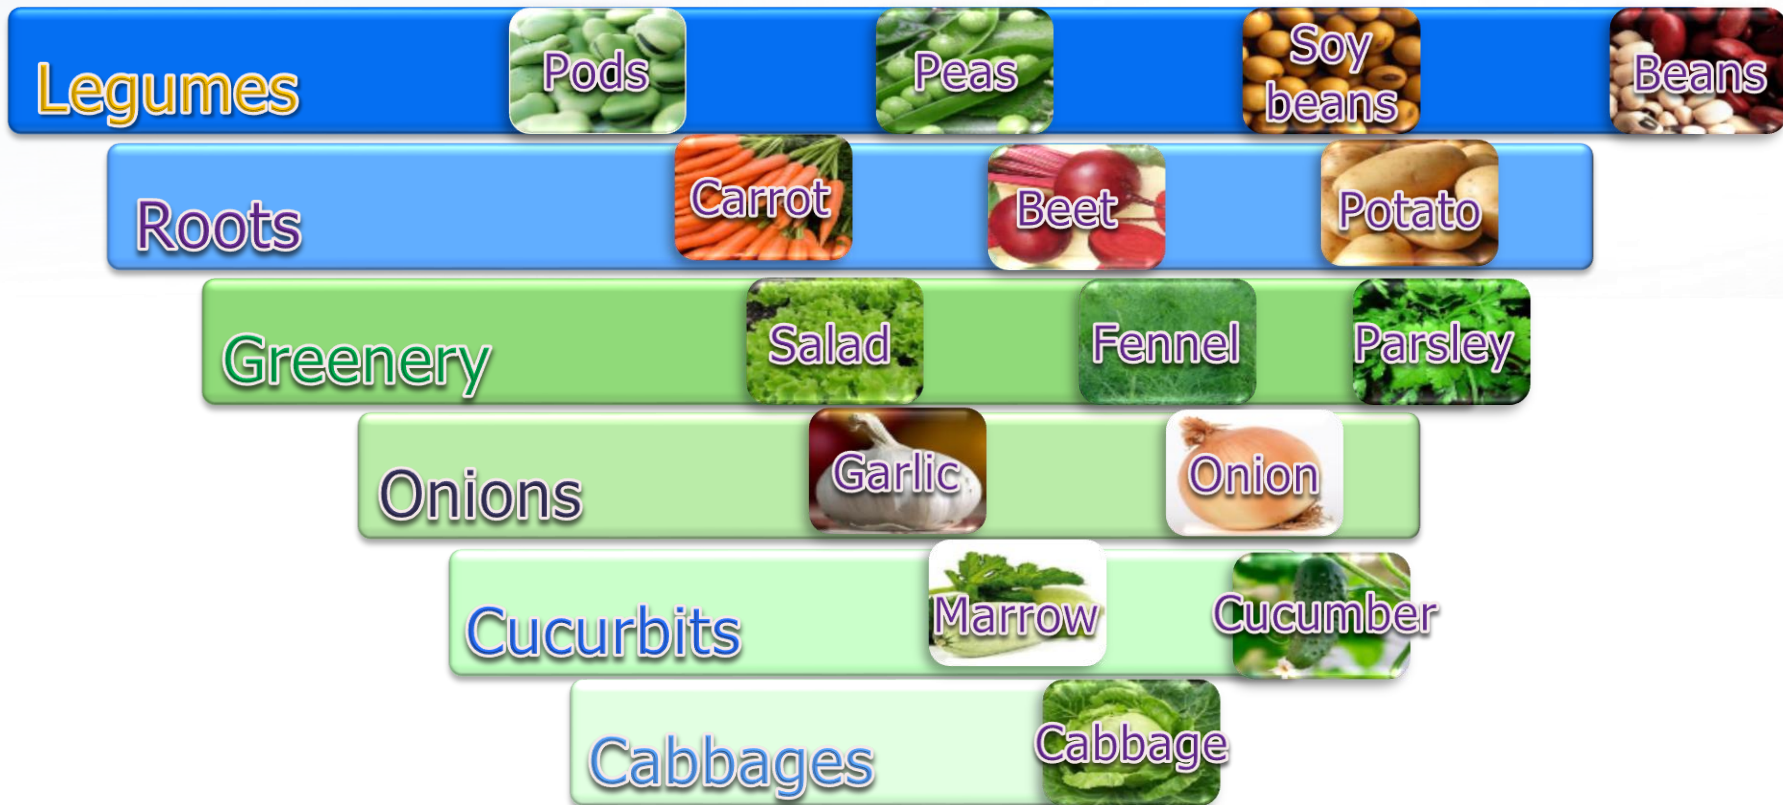 Legumes
Pods
Peas
Soy
beans
Beans
Roots
Carrot
Beet
Potato
Greenery
Salad
Fennel
Parsley
Onions
Garlic
Onion
Cucurbits
Marrow
Cucumber
Cabbages
Cabbage